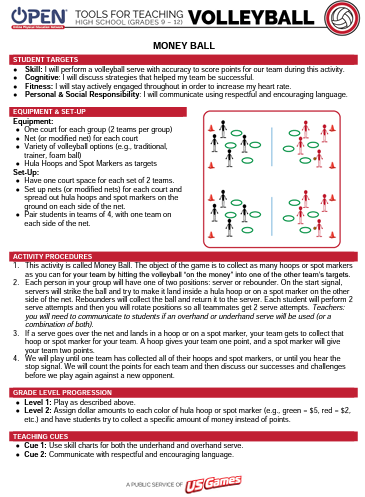 OPEN
TOOLS FOR TEACHING
HIGH SCHOOL (GRADES 9 – 12)
VOLLEYBALL
MONEY BALL
STUDENT TARGETS
● Skill: I will perform a volleyball serve with accuracy to score points for our team during this activity.
● Cognitive: I will discuss strategies that helped my team be successful.
● Fitness: I will stay actively engaged throughout in order to increase my heart rate.
● Personal & Social Responsibility: I will communicate using respectful and encouraging language.
EQUIPMENT & SET-UP
Equipment:
● One court for each group (2 teams per group)
● Net (or modified net) for each court
● Variety of volleyball options (e.g., traditional,
trainer, foam ball)
● Hula Hoops and Spot Markers as targets
Set-Up:
● Have one court space for each set of 2 teams.
● Set up nets (or modified nets) for each court and
spread out hula hoops and spot markers on the
ground on each side of the net.
● Pair students in teams of 4, with one team on
each side of the net.
ACTIVITY PROCEDURES
1. This activity is called Money Ball. The object of the game is to collect as many hoops or spot markers
as you can for your team by hitting the volleyball "on the money" into one of the other team's targets.
2. Each person in your group will have one of two positions: server or rebounder. On the start signal,
servers will strike the ball and try to make it land inside a hula hoop or on a spot marker on the other
side of the net. Rebounders will collect the ball and return it to the server. Each student will perform 2
serve attempts and then you will rotate positions so all teammates get 2 serve attempts. Teachers:
you will need to communicate to students if an overhand or underhand serve will be used (or a
combination of both).
3. If a serve goes over the net and lands in a hoop or on a spot marker, your team gets to collect that
hoop or spot marker for your team. A hoop gives your team one point, and a spot marker will give
your team two points.
4. We will play until one team has collected all of their hoops and spot markers, or until you hear the
stop signal. We will count the points for each team and then discuss our successes and challenges
before we play again against a new opponent.
GRADE LEVEL PROGRESSION
● Level 1: Play as described above.
● Level 2: Assign dollar amounts to each color of hula hoop or spot marker (e.g., green = $5, red = $2,
etc.) and have students try to collect a specific amount of money instead of points.
TEACHING CUES
● Cue 1: Use skill charts for both the underhand and overhand serve.
● Cue 2: Communicate with respectful and encouraging language.
A PUBLIC SERVICE OF US Games